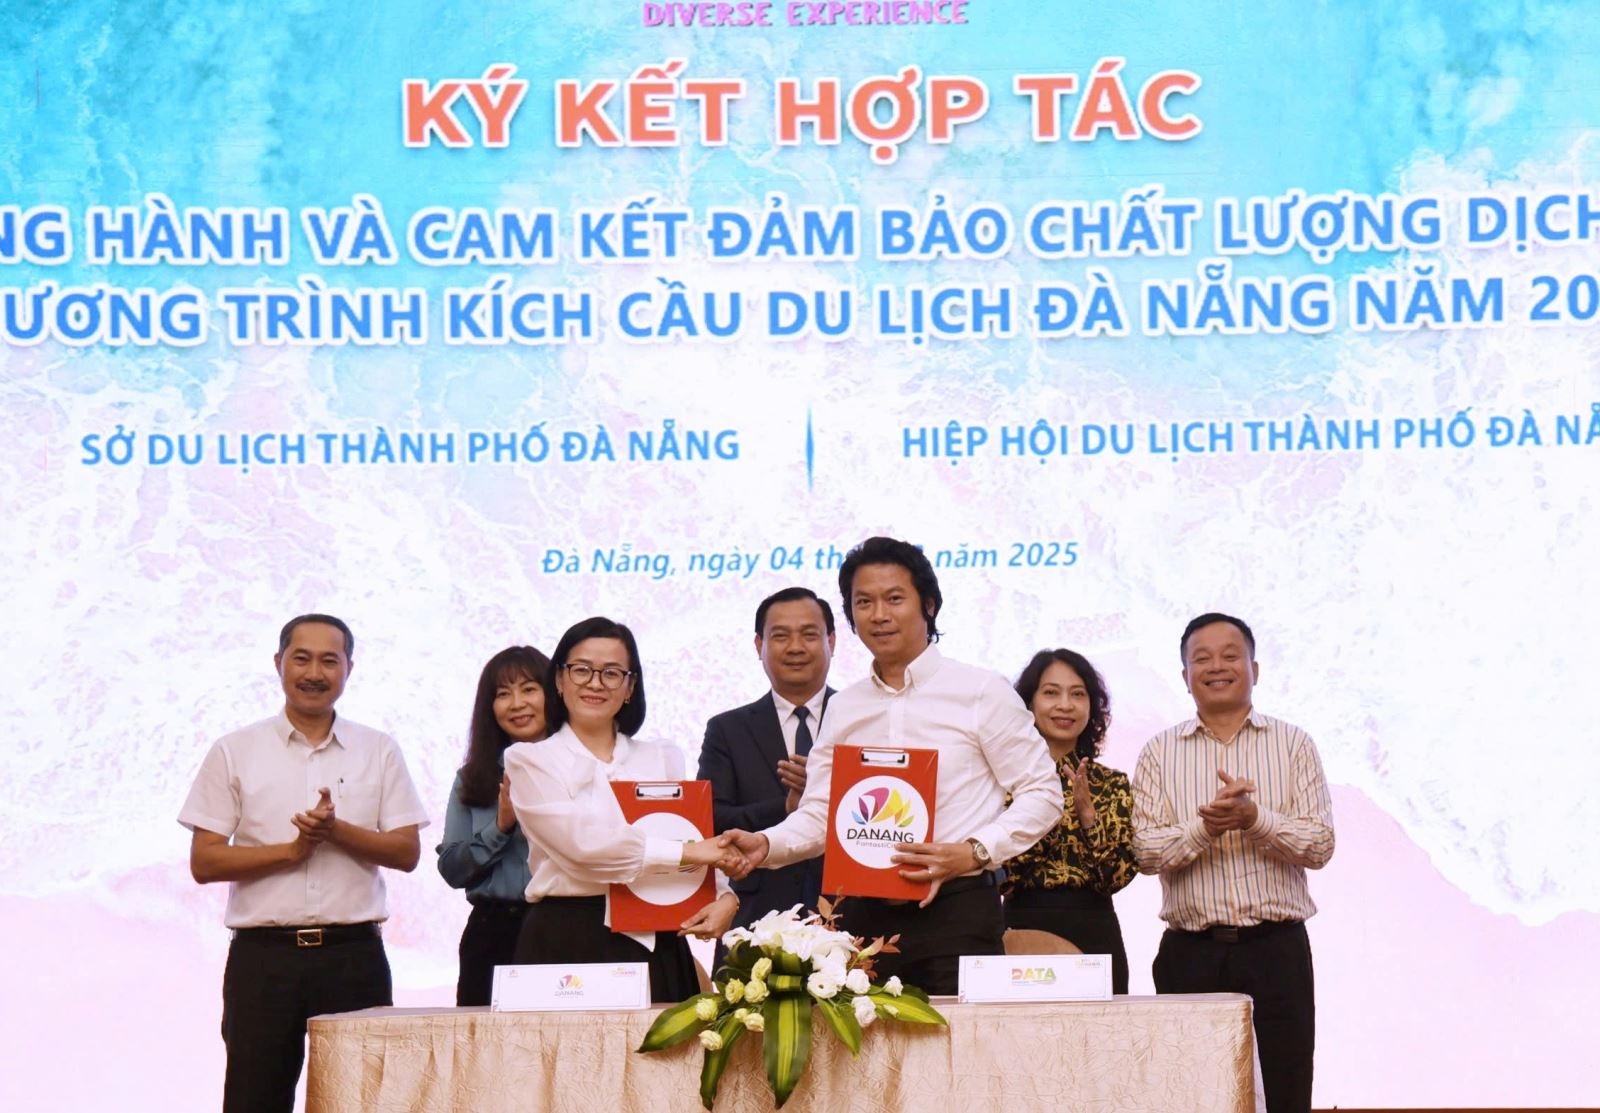 DIVERSE EXPERIENCE
KÝ KẾT HỢP TÁC
NG HÀNH VÀ CAM KẾT ĐẢM BẢO CHẤT LƯỢNG DỊCH
ƯƠNG TRÌNH KÍCH CẦU DU LỊCH ĐÀ NẴNG NĂM 20
SỞ DU LỊCH THÀNH PHỐ ĐÀ NẴNG
HIỆP HỘI DU LỊCH THÀNH PHỐ ĐÀ NẴ
Đà Nẵng, ngày 04 th năm 2025
DANANG
DANANG
DATA